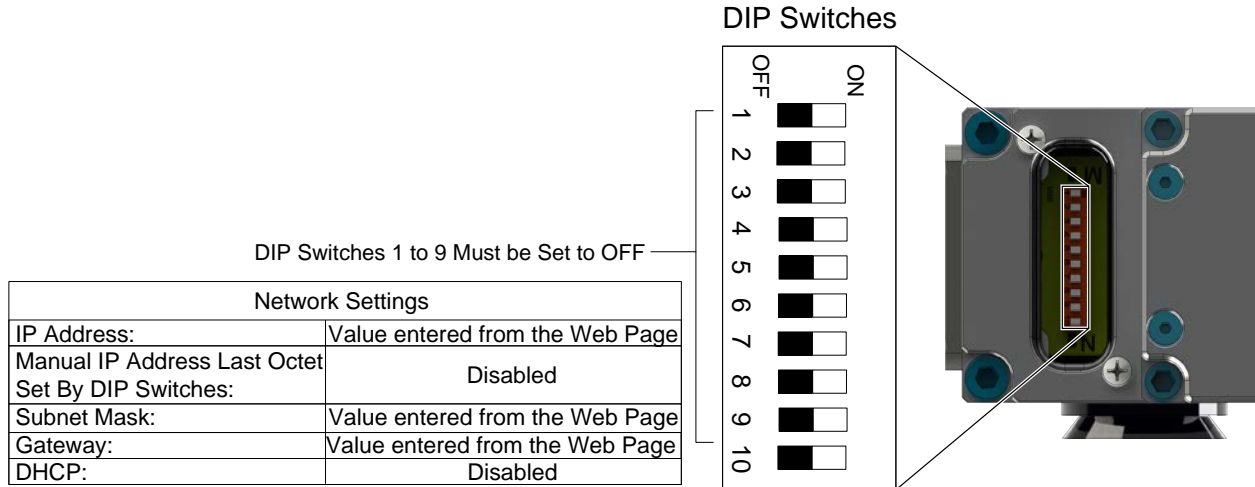 DIP Switches
OFF
ON
1
2
3
4
5
6
7
8
9
10
DIP Switches 1 to 9 Must be Set to OFF
Network Settings
IP Address: Value entered from the Web Page
Manual IP Address Last Octet
Set By DIP Switches: Disabled
Subnet Mask: Value entered from the Web Page
Gateway: Value entered from the Web Page
DHCP: Disabled
M
N